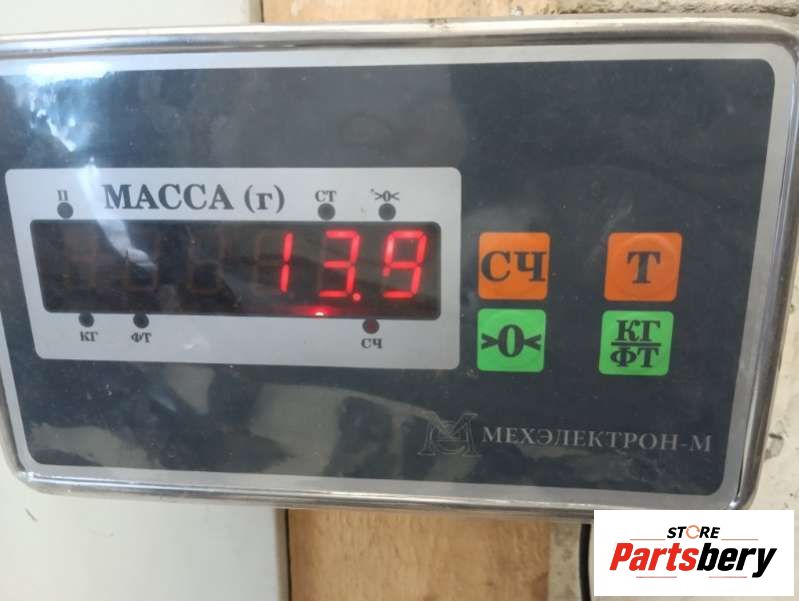 П МАССА (г) СТ >0<
13.9
КГ ФТ СЧ
СЧ Т
>0< КГ/ФТ
МЕХЭЛЕКТРОН-М
STORE
Partsbery